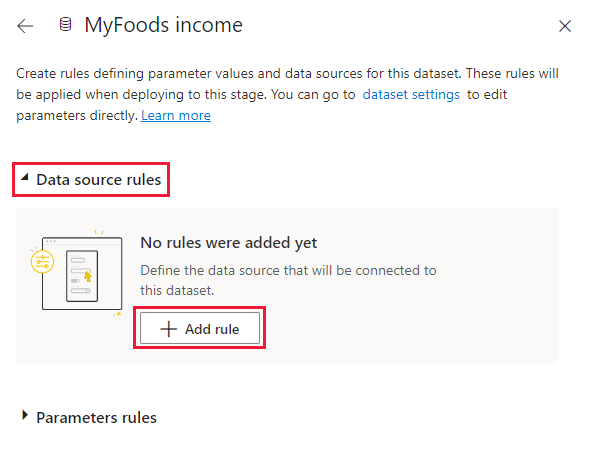 MyFoods income
Create rules defining parameter values and data sources for this dataset. These rules will
be applied when deploying to this stage. You can go to dataset settings to edit
parameters directly. Learn more
Data source rules
No rules were added yet
Define the data source that will be connected to
this dataset.
Add rule
Parameters rules